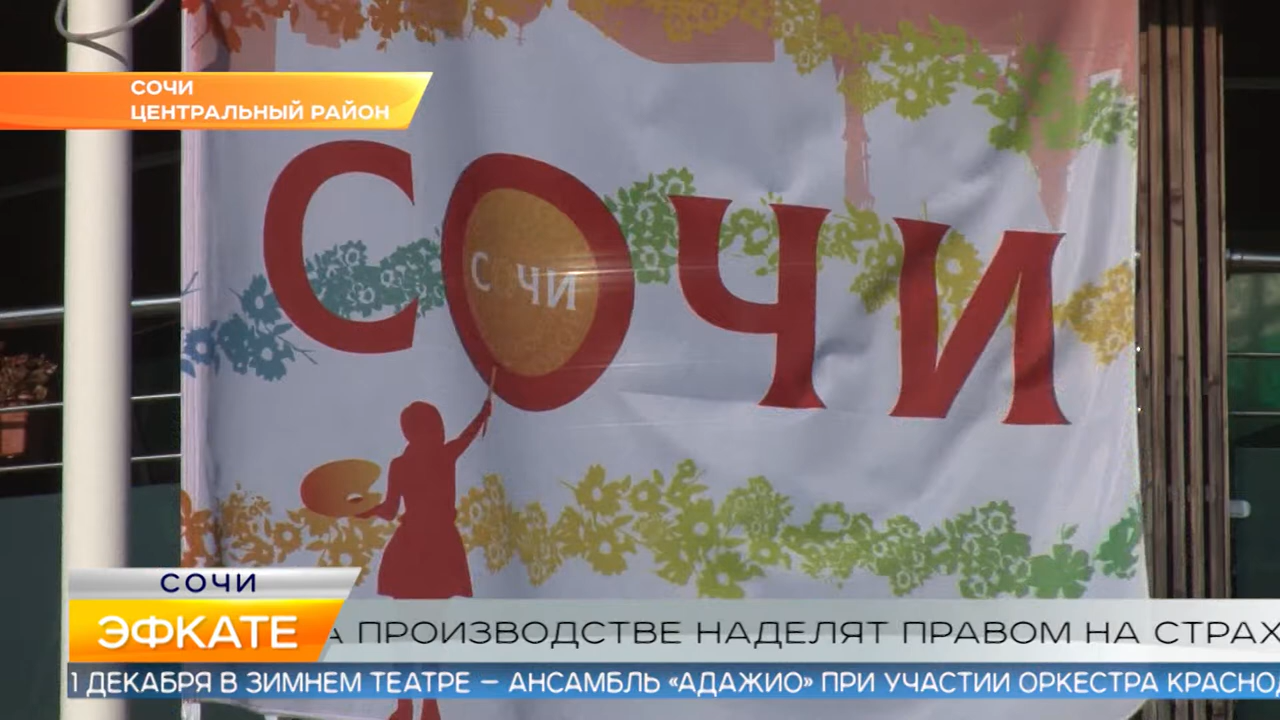 СОЧИ
ЦЕНТРАЛЬНЫЙ РАЙОН
СОЧИ
СОЧИ
СОЧИ
ЭФКАТЕ
А ПРОИЗВОДСТВЕ НАДЕЛЯТ ПРАВОМ НА СТРАХ
1 ДЕКАБРЯ В ЗИМНЕМ ТЕАТРЕ – АНСАМБЛЬ «АДАЖИО» ПРИ УЧАСТИИ ОРКЕСТРА КРАСНОД